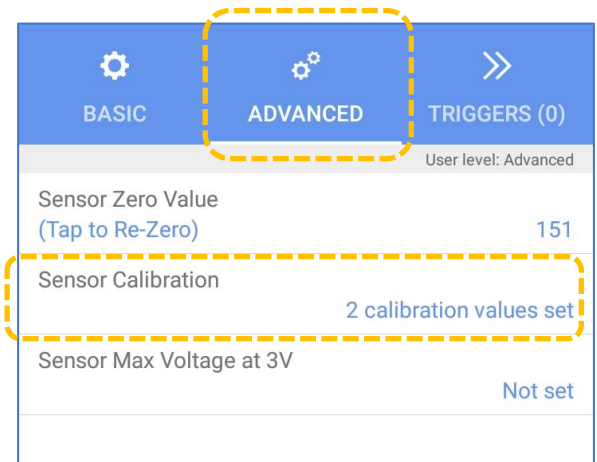 BASIC ADVANCED TRIGGERS (0)
User level: Advanced
Sensor Zero Value
(Tap to Re-Zero) 151
Sensor Calibration
2 calibration values set
Sensor Max Voltage at 3V
Not set